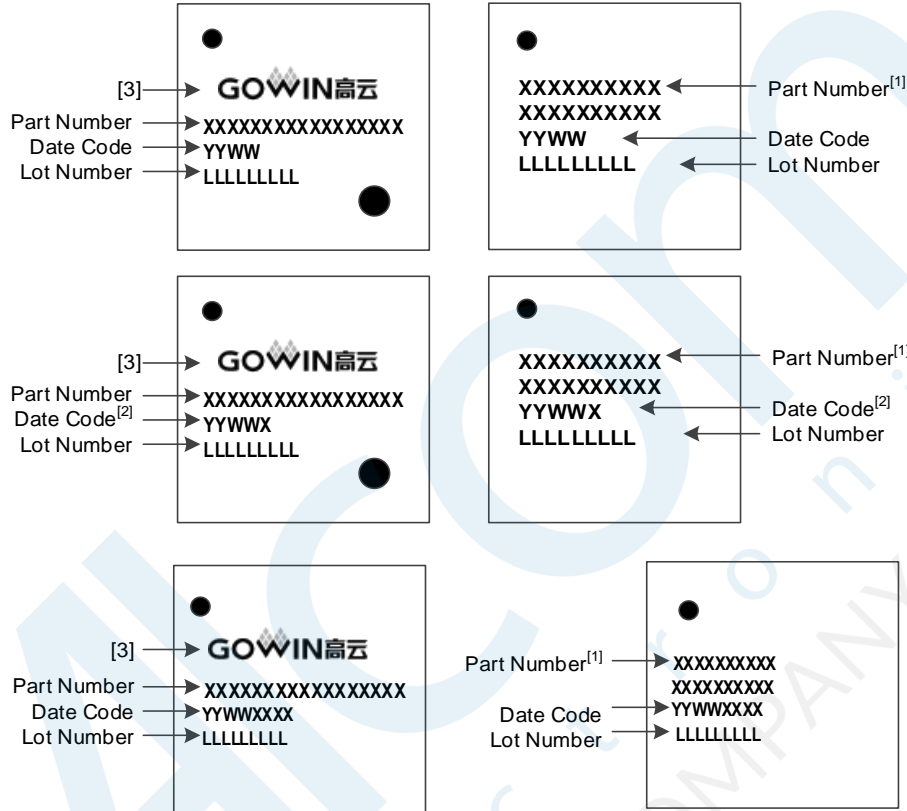 [3]
GOWIN高云
Part Number
XXXXXXXXXXXXXXXXX
Date Code
YYWW
Lot Number
LLLLLLLLL
XXXXXXXXXX
Part Number[1]
XXXXXXXXXX
YYWW
Date Code
LLLLLLLLL
Lot Number
[3]
GOWIN高云
Part Number
XXXXXXXXXXXXXXXXX
Date Code[2]
YYWWX
Lot Number
LLLLLLLLL
XXXXXXXXXX
Part Number[1]
XXXXXXXXXX
YYWWX
Date Code[2]
LLLLLLLLL
Lot Number
[3]
GOWIN高云
Part Number
XXXXXXXXXXXXXXXXX
Date Code
YYWWXXXX
Lot Number
LLLLLLLLL
Part Number[1]
XXXXXXXXXX
XXXXXXXXXX
Date Code
YYWWXXXX
Lot Number
LLLLLLLLL